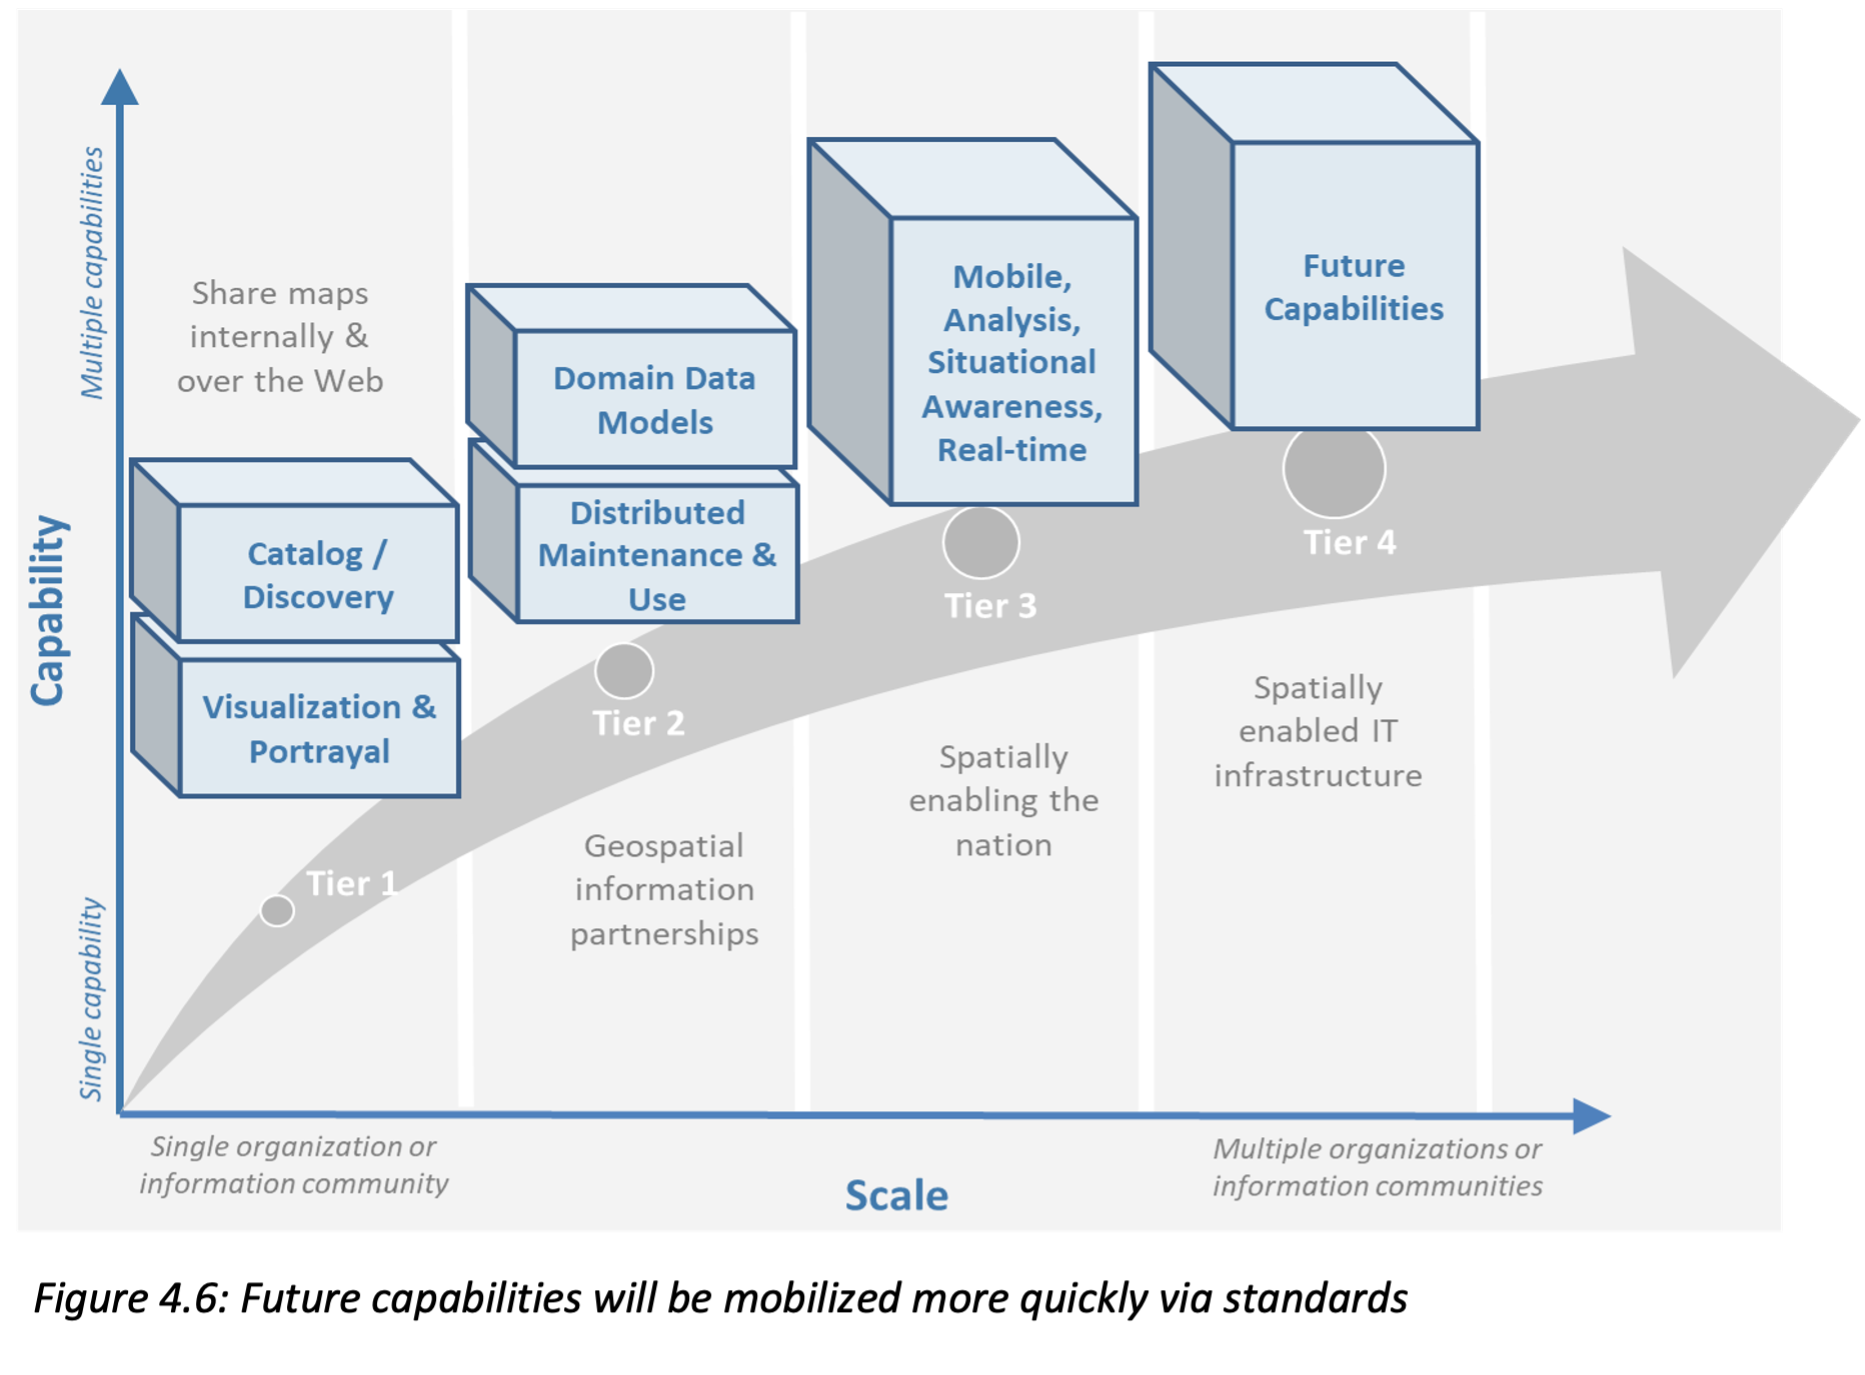 Capability
Multiple capabilities
Single capability
Share maps
internally &
over the Web
Catalog /
Discovery
Visualization &
Portrayal
Tier 1
Domain Data
Models
Distributed
Maintenance &
Use
Tier 2
Geospatial
information
partnerships
Mobile,
Analysis,
Situational
Awareness,
Real-time
Tier 3
Spatially
enabling the
nation
Future
Capabilities
Tier 4
Spatially
enabled IT
infrastructure
Single organization or
information community
Scale
Multiple organizations or
information communities
Figure 4.6: Future capabilities will be mobilized more quickly via standards